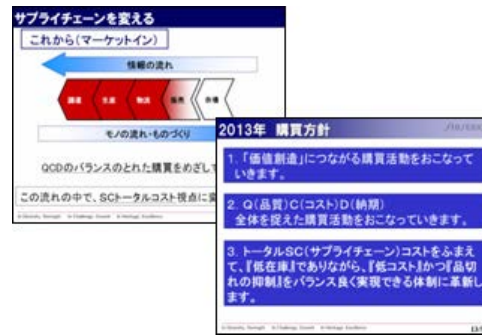 サプライチェーンを変える
これから(マーケットイン)
情報の流れ
調達
生産
物流
販売
市場
モノの流れ・ものづくり
QCDのバランスのとれた購買をめざして
この流れの中で、SCトータルコスト視点に変
2013年 購買方針
1.「価値創造」につながる購買活動をおこなって
いきます。
2. Q(品質)C(コスト)D(納期)
全体を捉えた購買活動をおこなっていきます。
3. トータルSC(サプライチェーン)コストをふまえ
て、『低在庫』でありながら、『低コスト』かつ『品切
れの抑制』をバランス良く実現できる体制に革新し
ます。